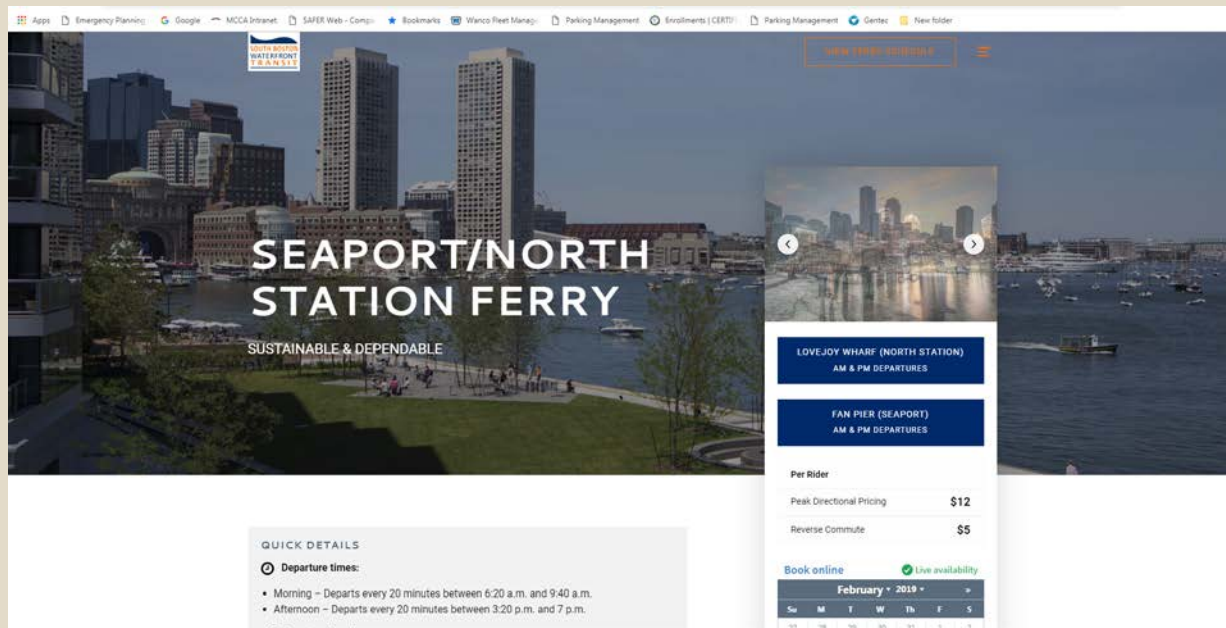 Apps Emergency Planning Google MCCA Intranet SAFER Web - Comp Bookmarks Wanco Fleet Manag Parking Management Enrollments | CERTIF Parking Management Gentec New folder
SOUTH BOSTON
WATERFRONT
TRANSIT
VIEW FERRY SCHEDULE
SEAPORT/NORTH
STATION FERRY
SUSTAINABLE & DEPENDABLE
LOVEJOY WHARF (NORTH STATION)
AM & PM DEPARTURES
FAN PIER (SEAPORT)
AM & PM DEPARTURES
Per Rider
Peak Directional Pricing $12
Reverse Commute $5
QUICK DETAILS
Departure times:
• Morning – Departs every 20 minutes between 6:20 a.m. and 9:40 a.m.
• Afternoon – Departs every 20 minutes between 3:20 p.m. and 7 p.m.
Book online Live availability
February 2019 »
Su M T W Th F S